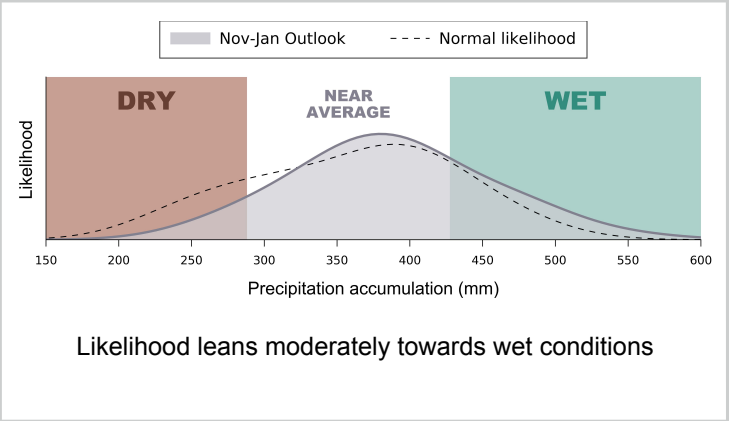 Nov-Jan Outlook
Normal likelihood
DRY
NEAR
AVERAGE
WET
Likelihood
150 200 250 300 350 400 450 500 550 600
Precipitation accumulation (mm)
Likelihood leans moderately towards wet conditions